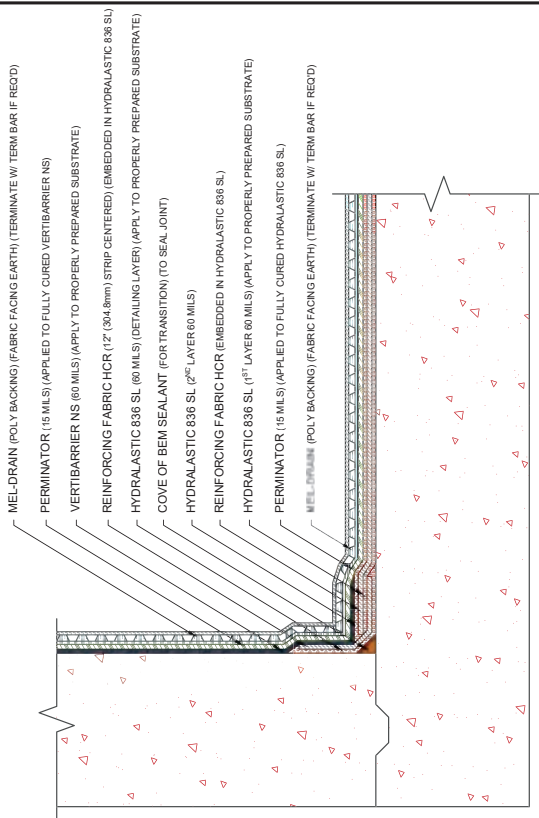 MEL-DRAIN (POLY BACKING) (FABRIC FACING EARTH) (TERMINATE W/ TERM BAR IF REQ'D)
PERMINATOR (15 MILS) (APPLIED TO FULLY CURED VERTIBARRIER NS)
VERTIBARRIER NS (60 MILS) (APPLY TO PROPERLY PREPARED SUBSTRATE)
REINFORCING FABRIC HCR (12" (304.8mm) STRIP CENTERED) (EMBEDDED IN HYDRALASTIC 836 SL)
HYDRALASTIC 836 SL (60 MILS) (DETAILING LAYER) (APPLY TO PROPERLY PREPARED SUBSTRATE)
COVE OF BEM SEALANT (FOR TRANSITION) (TO SEAL JOINT)
HYDRALASTIC 836 SL (2ND LAYER 60 MILS)
REINFORCING FABRIC HCR (EMBEDDED IN HYDRALASTIC 836 SL)
HYDRALASTIC 836 SL (1ST LAYER 60 MILS) (APPLY TO PROPERLY PREPARED SUBSTRATE)
PERMINATOR (15 MILS) (APPLIED TO FULLY CURED HYDRALASTIC 836 SL)
(POLY BACKING) (FABRIC FACING EARTH) (TERMINATE W/ TERM BAR IF REQ'D)